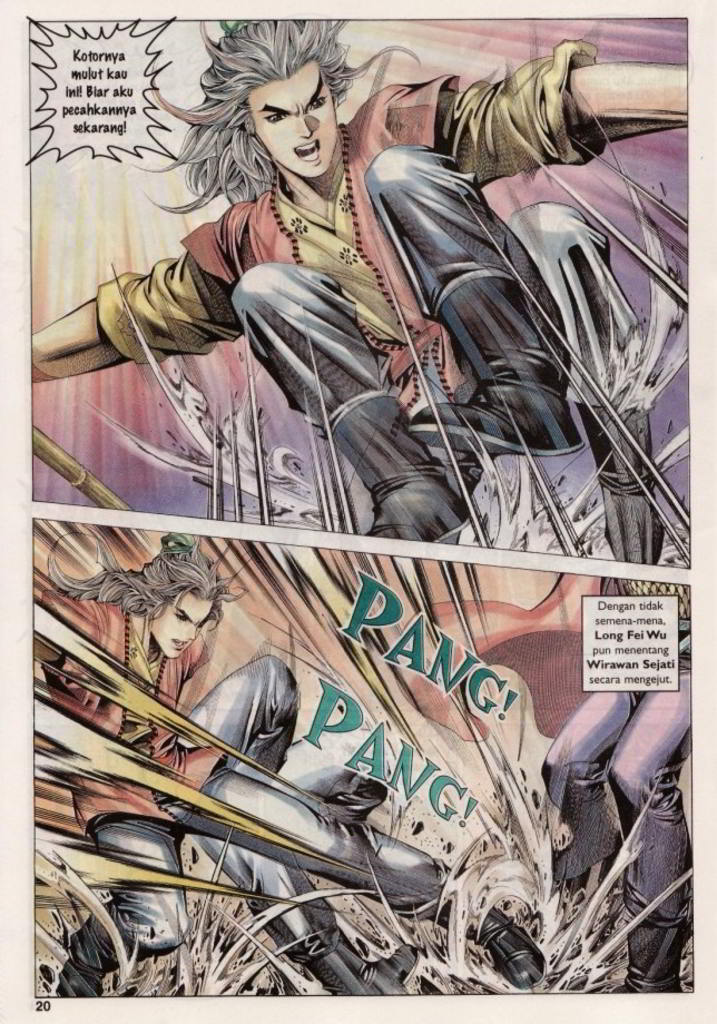 Kotornya
mulut kau
ini! Biar aku
pecahkannya
sekarang!
PANG!
PANG!
Dengan tidak
semena-mena,
Long Fei Wu
pun menentang
Wirawan Sejati
secara mengejut.
20